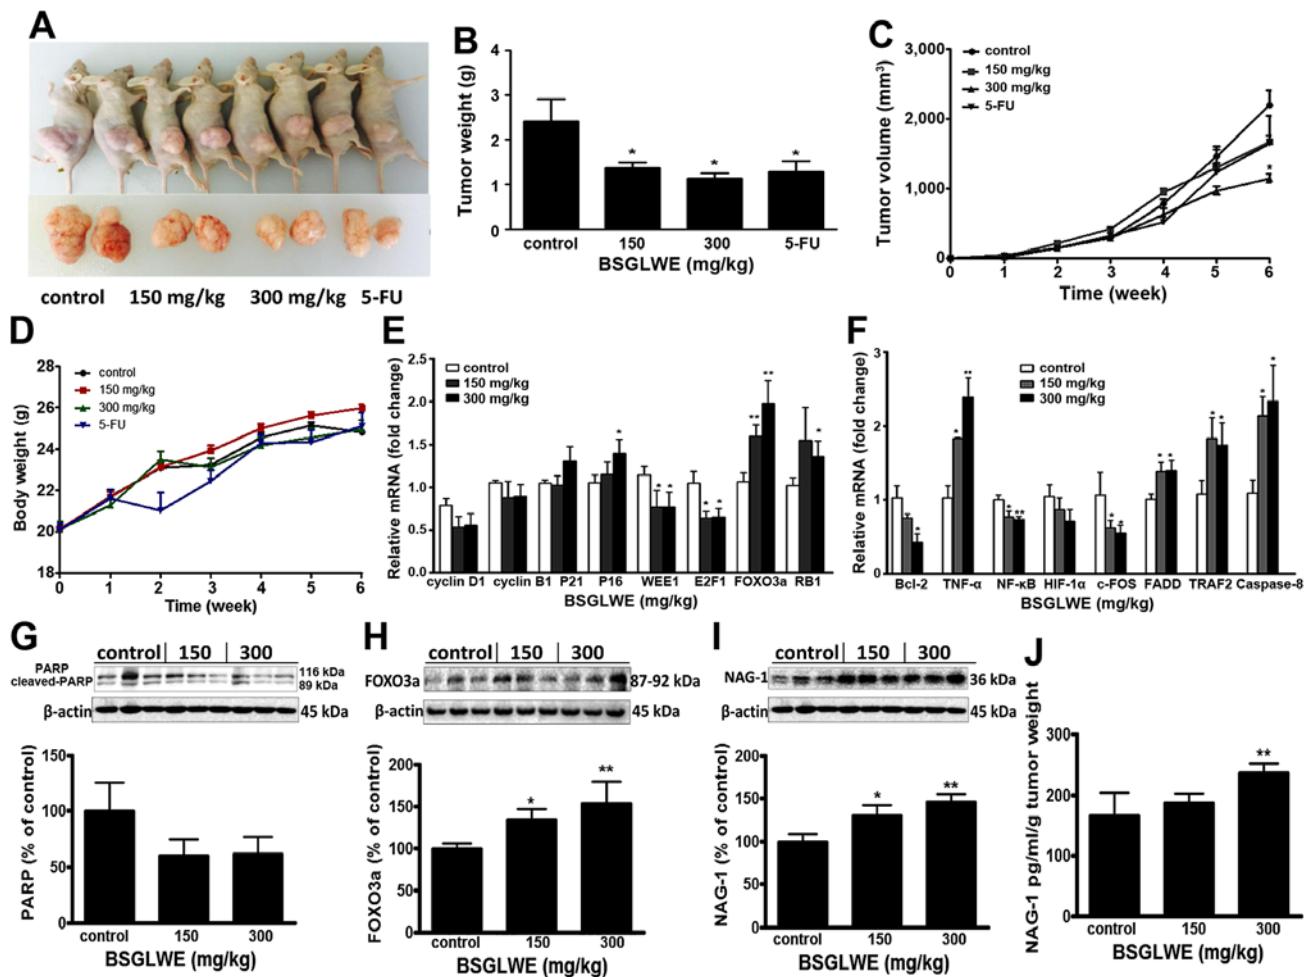 A
control 150 mg/kg 300 mg/kg 5-FU
B
Tumor weight (g)
4
3
2
1
0
*
*
*
control 150 300 5-FU
BSGLWE (mg/kg)
C
Tumor volume (mm³)
3,000
2,000
1,000
0
control
150 mg/kg
300 mg/kg
5-FU
*
0 1 2 3 4 5 6
Time (week)
D
Body weight (g)
28
26
24
22
20
18
control
150 mg/kg
300 mg/kg
5-FU
0 1 2 3 4 5 6
Time (week)
E
Relative mRNA (fold change)
2.5
2.0
1.5
1.0
0.5
0.0
control
150 mg/kg
300 mg/kg
* * * * * ** ** *
cyclin D1 cyclin B1 P21 P16 WEE1 E2F1 FOXO3a RB1
BSGLWE (mg/kg)
F
Relative mRNA (fold change)
3
2
1
0
control
150 mg/kg
300 mg/kg
* * ** * ** * * * * * * * *
Bcl-2 TNF-α NF-κB HIF-1α c-FOS FADD TRAF2 Caspase-8
BSGLWE (mg/kg)
G
control 150 300
PARP
cleaved-PARP
116 kDa
89 kDa
β-actin 45 kDa
PARP (% of control)
150
100
50
0
control 150 300
BSGLWE (mg/kg)
H
control 150 300
FOXO3a 87-92 kDa
β-actin 45 kDa
FOXO3a (% of control)
200
150
100
50
0
*
**
control 150 300
BSGLWE (mg/kg)
I
control 150 300
NAG-1 36 kDa
β-actin 45 kDa
NAG-1 (% of control)
200
150
100
50
0
*
**
control 150 300
BSGLWE (mg/kg)
J
NAG-1 pg/ml/g tumor weight
300
200
100
0
**
control 150 300
BSGLWE (mg/kg)